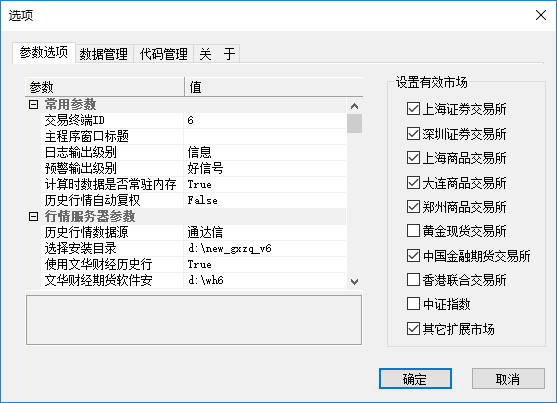 选项
参数选项 数据管理 代码管理 关 于
参数 值
常用参数
交易终端ID 6
主程序窗口标题
日志输出级别 信息
预警输出级别 好信号
计算时数据是否常驻内存 True
历史行情自动复权 False
行情服务器参数
历史行情数据源 通达信
选择安装目录 d:\new_gxzq_v6
使用文华财经历史行 True
文华财经期货软件安 d:\wh6
设置有效市场
上海证券交易所
深圳证券交易所
上海商品交易所
大连商品交易所
郑州商品交易所
黄金现货交易所
中国金融期货交易所
香港联合交易所
中证指数
其它扩展市场
确定 取消